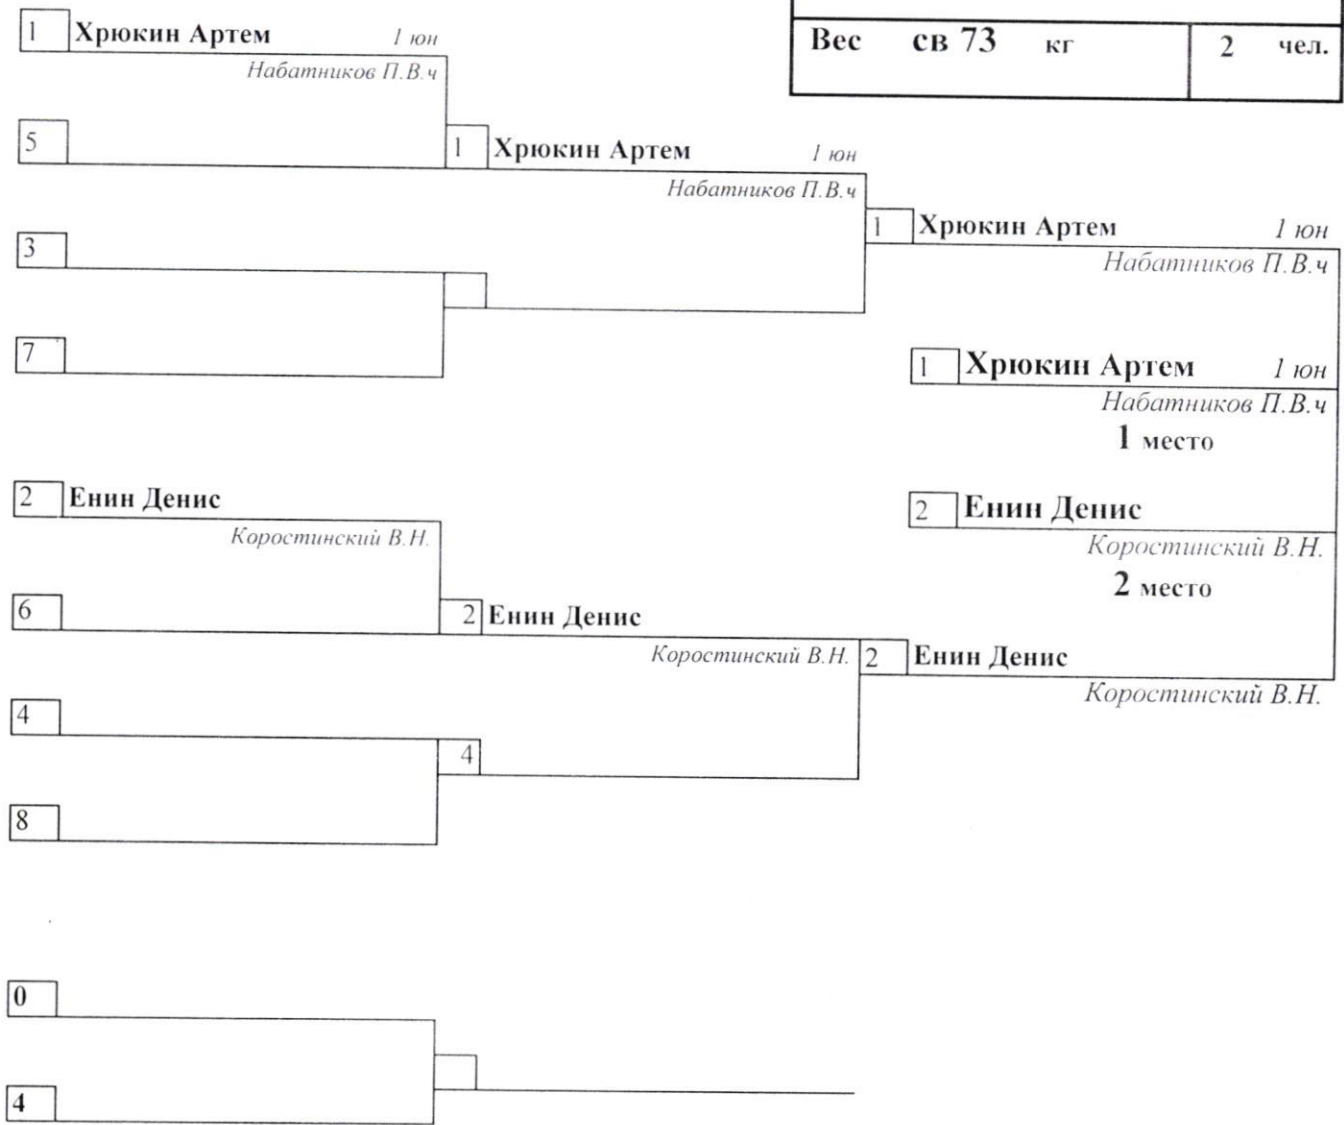 Вес св 73 кг 2 чел.
1 Хрюкин Артем 1 юн
Набатников П.В.ч
5
1 Хрюкин Артем 1 юн
Набатников П.В.ч
1 Хрюкин Артем 1 юн
Набатников П.В.ч
3
7
1 Хрюкин Артем 1 юн
Набатников П.В.ч
1 место
2 Енин Денис
Коростинский В.Н.
2 Енин Денис
Коростинский В.Н.
2 место
6
2 Енин Денис
Коростинский В.Н.
2 Енин Денис
Коростинский В.Н.
4
4
8
0
4